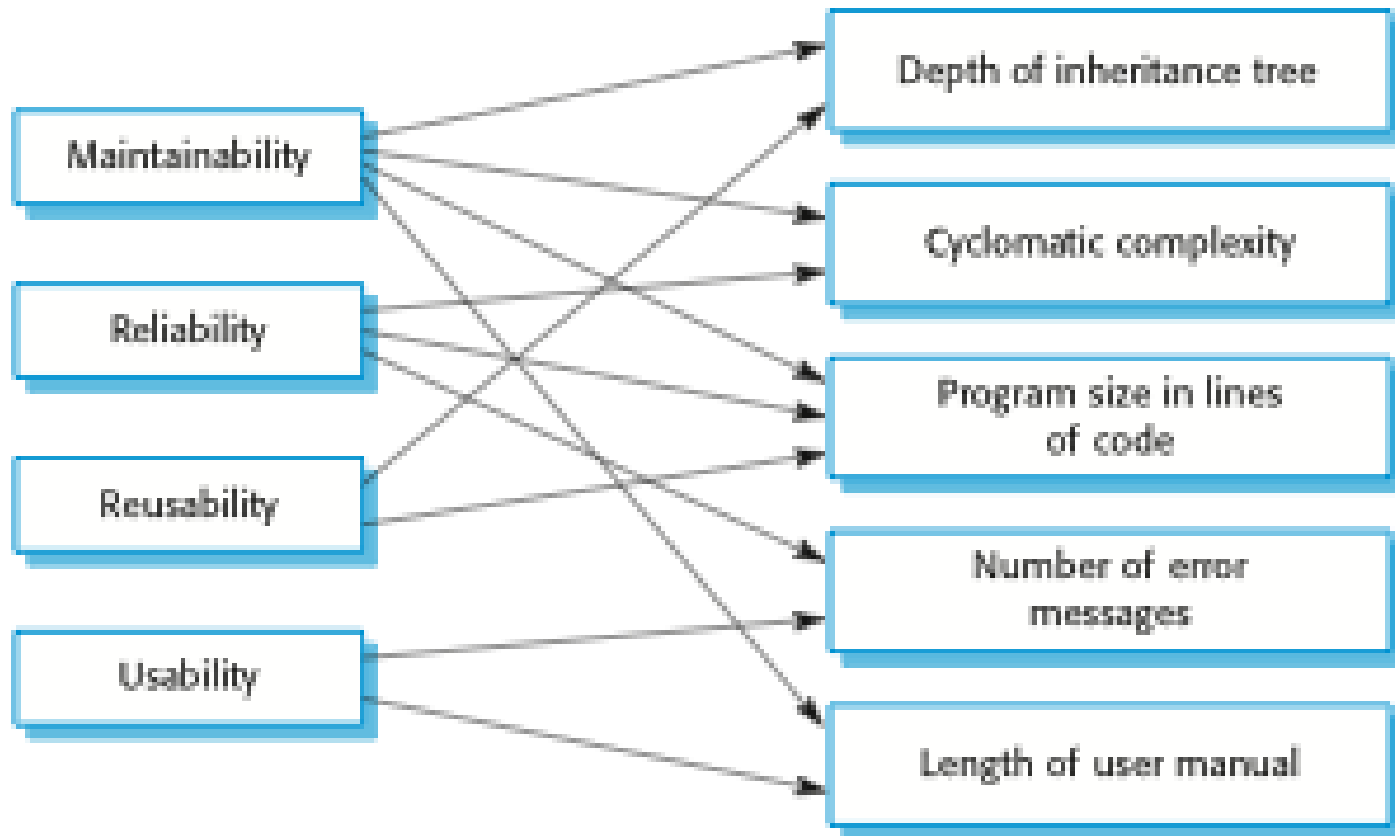 Maintainability
Reliability
Reusability
Usability
Depth of inheritance tree
Cyclomatic complexity
Program size in lines
of code
Number of error
messages
Length of user manual